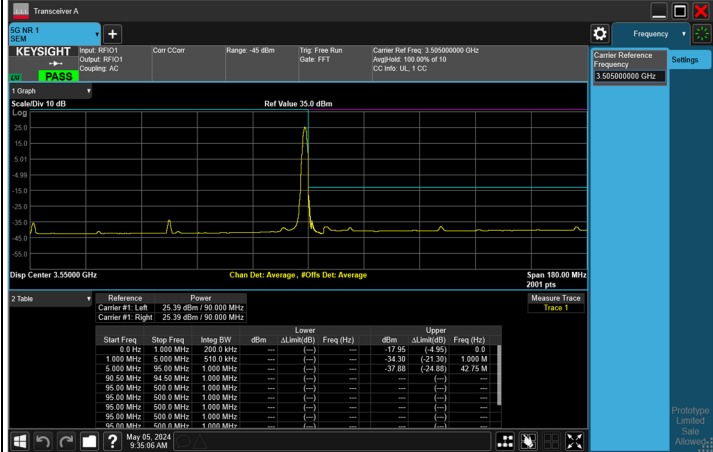 Transceiver A
5G NR 1
SEM
Frequency
KEYSIGHT
LXI
PASS
Input: RFIO1
Output: RFIO1
Coupling: AC
Corr CCorr
Range: -45 dBm
Trig: Free Run
Gate: FFT
Carrier Ref Freq: 3.505000000 GHz
Avg|Hold: 100.00% of 10
CC Info: UL, 1 CC
Carrier Reference
Frequency
3.505000000 GHz
Settings
1 Graph
Scale/Div 10 dB
Ref Value 35.0 dBm
Log
25.0
15.0
5.01
-4.99
-15.0
-25.0
-35.0
-45.0
-55.0
Disp Center 3.55000 GHz
Chan Det: Average , #Offs Det: Average
Span 180.00 MHz
2001 pts
2 Table
Reference Power
Carrier #1: Left 25.39 dBm / 90.000 MHz
Carrier #1: Right 25.39 dBm / 90.000 MHz
Measure Trace
Trace 1
Lower Upper
Start Freq Stop Freq Integ BW dBm ΔLimit(dB) Freq (Hz) dBm ΔLimit(dB) Freq (Hz)
0.0 Hz 1.000 MHz 200.0 kHz --- (---) --- -17.95 (-4.95) 0.0
1.000 MHz 5.000 MHz 510.0 kHz --- (---) --- -34.30 (-21.30) 1.000 M
5.000 MHz 95.00 MHz 1.000 MHz --- (---) --- -37.88 (-24.88) 42.75 M
90.50 MHz 94.50 MHz 1.000 MHz --- (---) --- --- (---) ---
95.00 MHz 500.0 MHz 1.000 MHz --- (---) --- --- (---) ---
95.00 MHz 500.0 MHz 1.000 MHz --- (---) --- --- (---) ---
95.00 MHz 500.0 MHz 1.000 MHz --- (---) --- --- (---) ---
95.00 MHz 500.0 MHz 1.000 MHz --- (---) --- --- (---) ---
95.00 MHz 500.0 MHz 1.000 MHz --- (---) --- --- (---) ---
Prototype
Limited
Sale
Allowed
?
May 05, 2024
9:35:06 AM